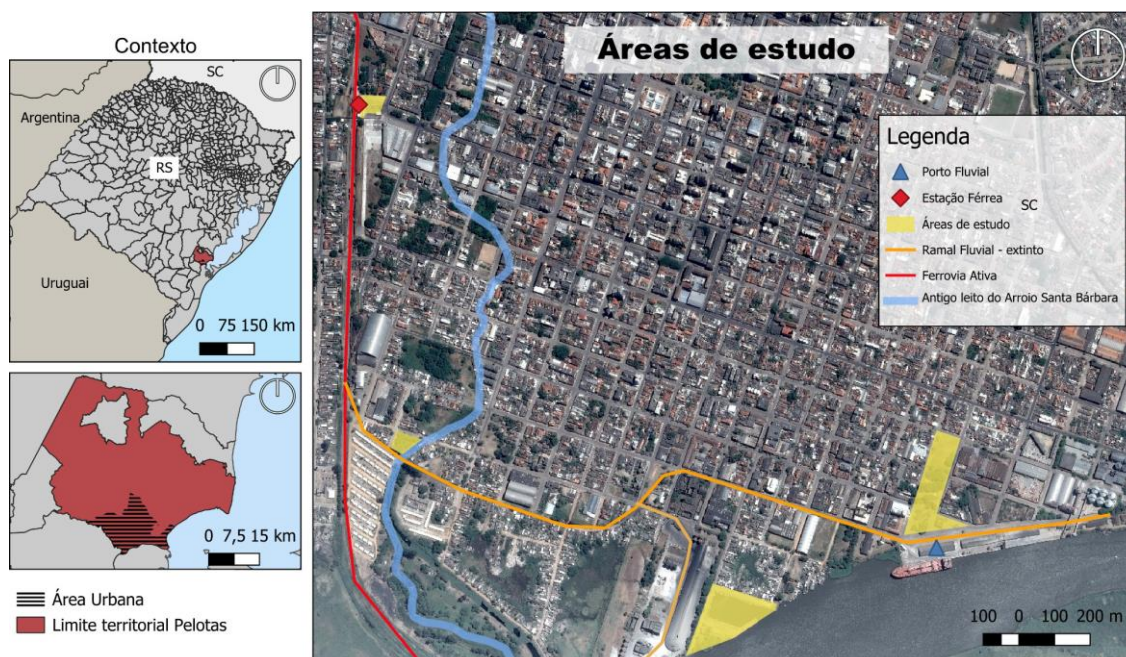 Contexto
SC
Argentina
RS
Uruguai
0 75 150 km
0 7,5 15 km
Área Urbana
Limite territorial Pelotas
Áreas de estudo
Legenda
Porto Fluvial
Estação Férrea
SC
Áreas de estudo
Ramal Fluvial - extinto
Ferrovia Ativa
Antigo leito do Arroio Santa Bárbara
100 0 100 200 m